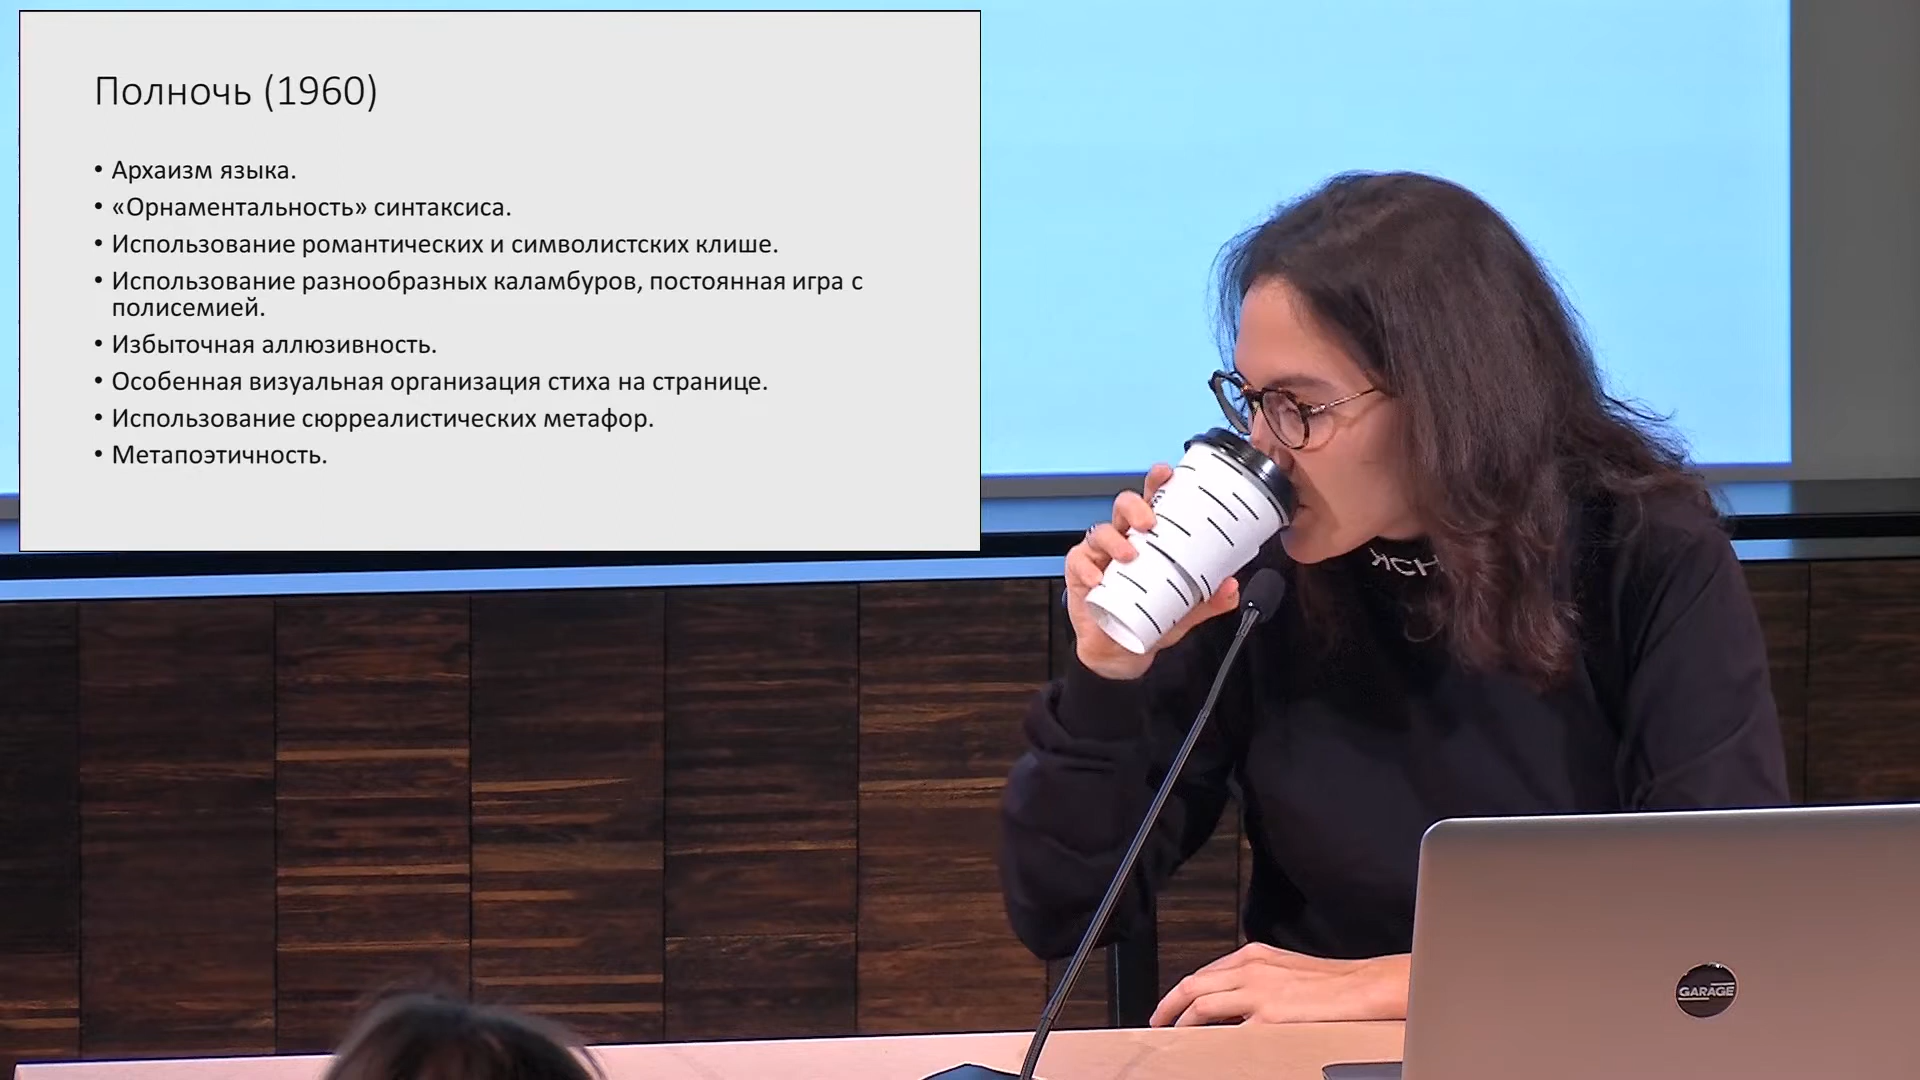 Полночь (1960)
• Архаизм языка.
• «Орнаментальность» синтаксиса.
• Использование романтических и символистских клише.
• Использование разнообразных каламбуров, постоянная игра с
полисемией.
• Избыточная аллюзивность.
• Особенная визуальная организация стиха на странице.
• Использование сюрреалистических метафор.
• Метапоэтичность.
ЯСН
GARAGE